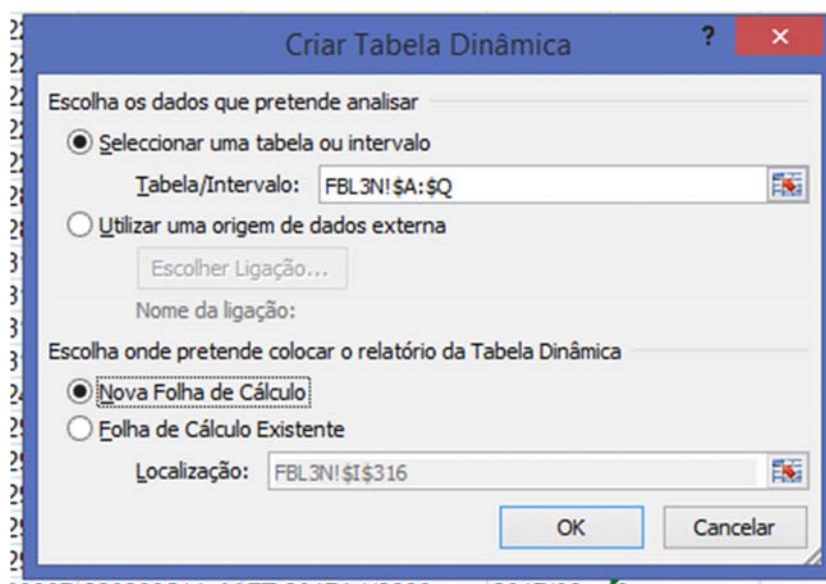 Criar Tabela Dinâmica
?
Escolha os dados que pretende analisar
Seleccionar uma tabela ou intervalo
Tabela/Intervalo: FBL3N!$A:$Q
Utilizar uma origem de dados externa
Escolher Ligação...
Nome da ligação:
Escolha onde pretende colocar o relatório da Tabela Dinâmica
Nova Folha de Cálculo
Folha de Cálculo Existente
Localização: FBL3N!$I$316
OK Cancelar